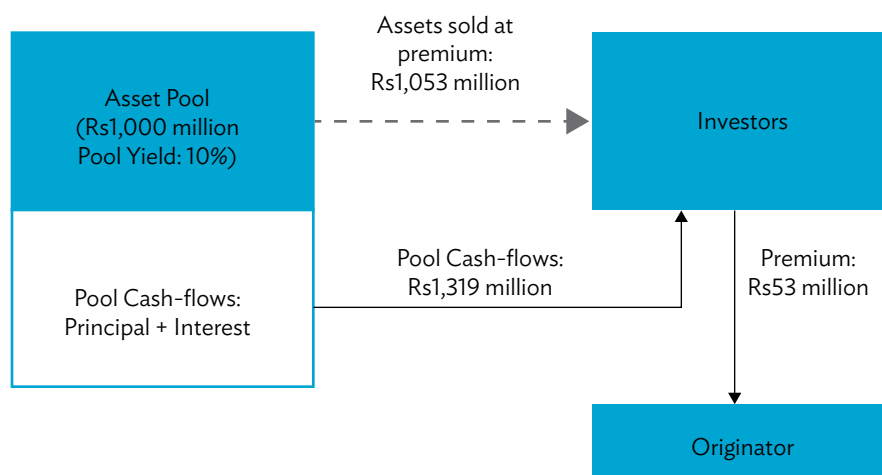 Assets sold at
premium:
Rs1,053 million
Asset Pool
(Rs1,000 million
Pool Yield: 10%)
Investors
Pool Cash-flows:
Principal + Interest
Pool Cash-flows:
Rs1,319 million
Premium:
Rs53 million
Originator